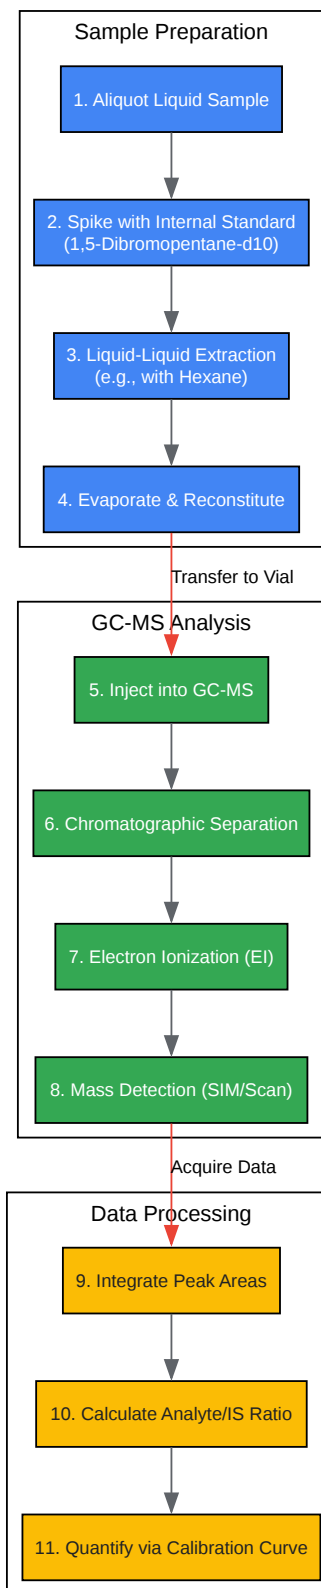 Sample Preparation
1. Aliquot Liquid Sample
2. Spike with Internal Standard
(1,5-Dibromopentane-d10)
3. Liquid-Liquid Extraction
(e.g., with Hexane)
4. Evaporate & Reconstitute
Transfer to Vial
GC-MS Analysis
5. Inject into GC-MS
6. Chromatographic Separation
7. Electron Ionization (EI)
8. Mass Detection (SIM/Scan)
Acquire Data
Data Processing
9. Integrate Peak Areas
10. Calculate Analyte/IS Ratio
11. Quantify via Calibration Curve